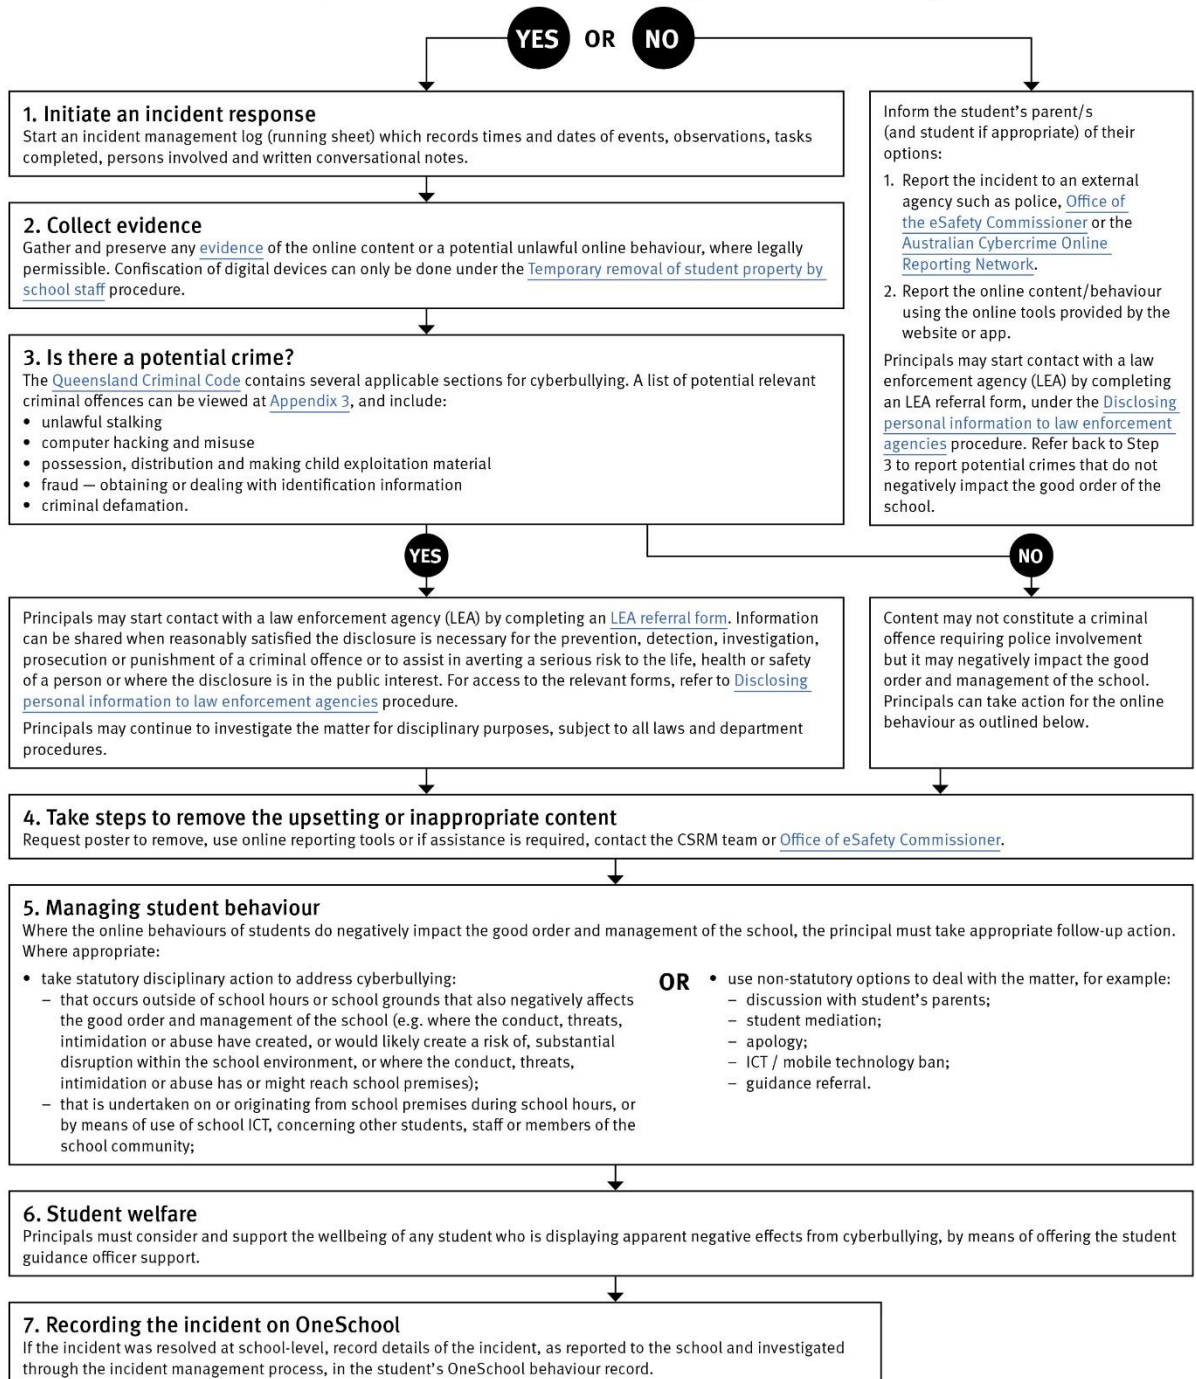 YES OR NO
1. Initiate an incident response
Start an incident management log (running sheet) which records times and dates of events, observations, tasks
completed, persons involved and written conversational notes.
2. Collect evidence
Gather and preserve any evidence of the online content or a potential unlawful online behaviour, where legally
permissible. Confiscation of digital devices can only be done under the Temporary removal of student property by
school staff procedure.
3. Is there a potential crime?
The Queensland Criminal Code contains several applicable sections for cyberbullying. A list of potential relevant
criminal offences can be viewed at Appendix 3, and include:
• unlawful stalking
• computer hacking and misuse
• possession, distribution and making child exploitation material
• fraud — obtaining or dealing with identification information
• criminal defamation.
Inform the student's parent/s
(and student if appropriate) of their
options:
1. Report the incident to an external
agency such as police, Office of
the eSafety Commissioner or the
Australian Cybercrime Online
Reporting Network.
2. Report the online content/behaviour
using the online tools provided by the
website or app.
Principals may start contact with a law
enforcement agency (LEA) by completing
an LEA referral form, under the Disclosing
personal information to law enforcement
agencies procedure. Refer back to Step
3 to report potential crimes that do not
negatively impact the good order of the
school.
YES
NO
Principals may start contact with a law enforcement agency (LEA) by completing an LEA referral form. Information
can be shared when reasonably satisfied the disclosure is necessary for the prevention, detection, investigation,
prosecution or punishment of a criminal offence or to assist in averting a serious risk to the life, health or safety
of a person or where the disclosure is in the public interest. For access to the relevant forms, refer to Disclosing
personal information to law enforcement agencies procedure.
Principals may continue to investigate the matter for disciplinary purposes, subject to all laws and department
procedures.
Content may not constitute a criminal
offence requiring police involvement
but it may negatively impact the good
order and management of the school.
Principals can take action for the online
behaviour as outlined below.
4. Take steps to remove the upsetting or inappropriate content
Request poster to remove, use online reporting tools or if assistance is required, contact the CSRM team or Office of eSafety Commissioner.
5. Managing student behaviour
Where the online behaviours of students do negatively impact the good order and management of the school, the principal must take appropriate follow-up action.
Where appropriate:
• take statutory disciplinary action to address cyberbullying:
– that occurs outside of school hours or school grounds that also negatively affects
the good order and management of the school (e.g. where the conduct, threats,
intimidation or abuse have created, or would likely create a risk of, substantial
disruption within the school environment, or where the conduct, threats,
intimidation or abuse has or might reach school premises);
– that is undertaken on or originating from school premises during school hours, or
by means of use of school ICT, concerning other students, staff or members of the
school community;
OR
• use non-statutory options to deal with the matter, for example:
– discussion with student's parents;
– student mediation;
– apology;
– ICT / mobile technology ban;
– guidance referral.
6. Student welfare
Principals must consider and support the wellbeing of any student who is displaying apparent negative effects from cyberbullying, by means of offering the student
guidance officer support.
7. Recording the incident on OneSchool
If the incident was resolved at school-level, record details of the incident, as reported to the school and investigated
through the incident management process, in the student's OneSchool behaviour record.